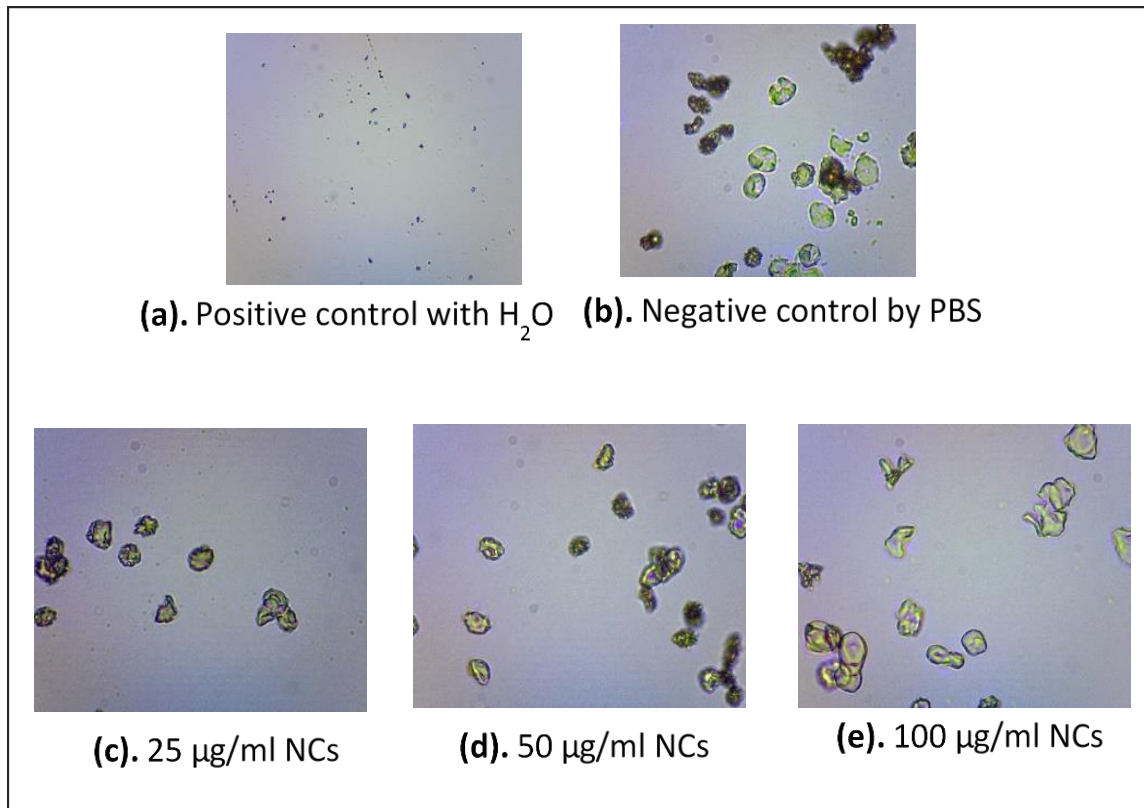 (a). Positive control with H₂O
(b). Negative control by PBS
(c). 25 µg/ml NCs
(d). 50 µg/ml NCs
(e). 100 µg/ml NCs